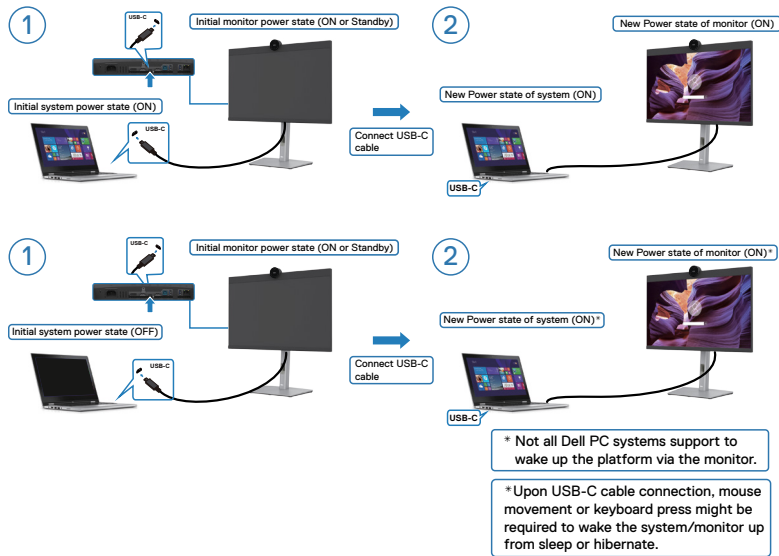 1
USB-C
Initial monitor power state (ON or Standby)
Initial system power state (ON)
USB-C
Connect USB-C
cable
2
New Power state of monitor (ON)
New Power state of system (ON)
USB-C
1
USB-C
Initial monitor power state (ON or Standby)
Initial system power state (OFF)
USB-C
Connect USB-C
cable
2
New Power state of monitor (ON)*
New Power state of system (ON)*
USB-C
* Not all Dell PC systems support to
wake up the platform via the monitor.
*Upon USB-C cable connection, mouse
movement or keyboard press might be
required to wake the system/monitor up
from sleep or hibernate.